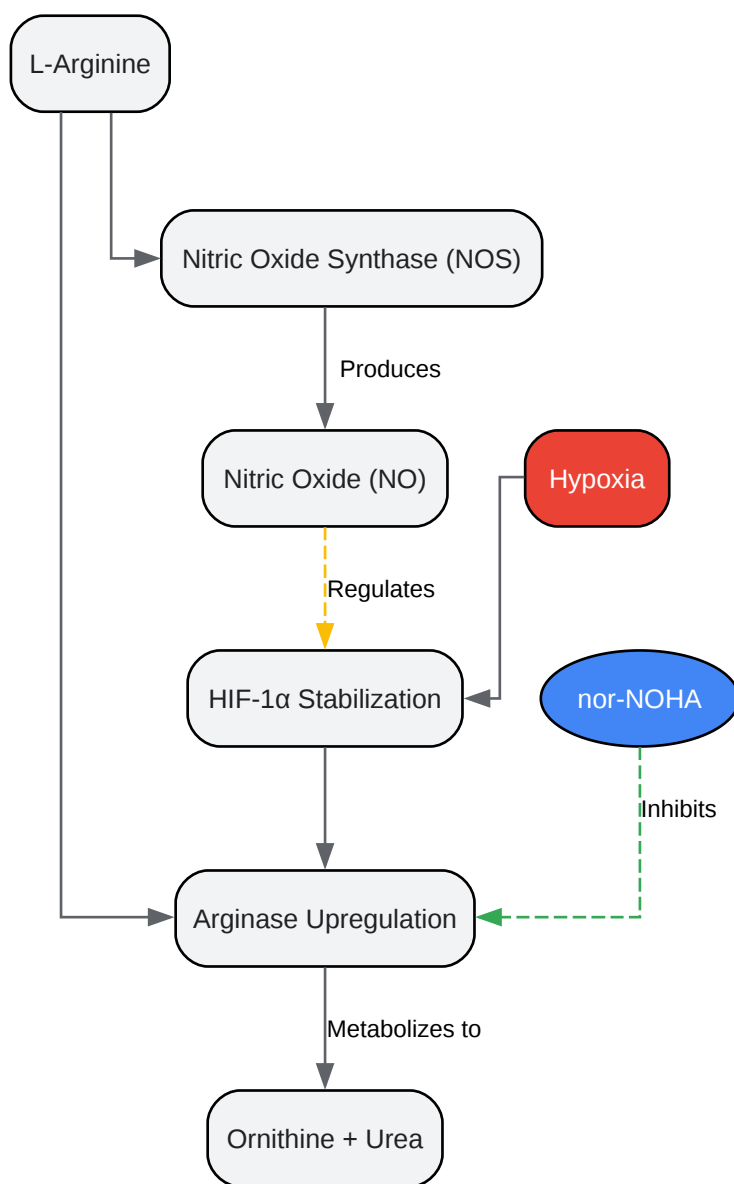 L-Arginine
Nitric Oxide Synthase (NOS)
Produces
Nitric Oxide (NO)
Hypoxia
Regulates
HIF-1α Stabilization
nor-NOHA
Inhibits
Arginase Upregulation
Metabolizes to
Ornithine + Urea